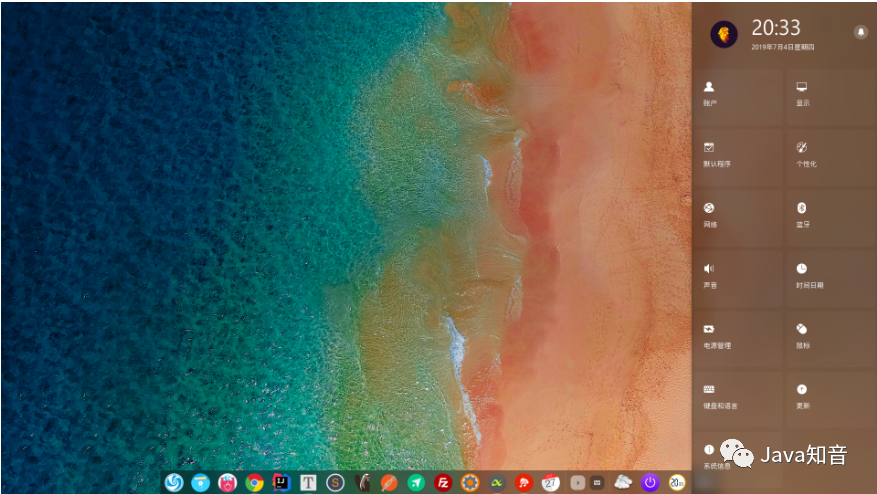 20:33
2019年7月4日星期四
账户
显示
默认程序
个性化
网络
蓝牙
声音
时间日期
电源管理
鼠标
键盘和语言
更新
系统信息
Java知音
IJ
T
S
FZ
27
20